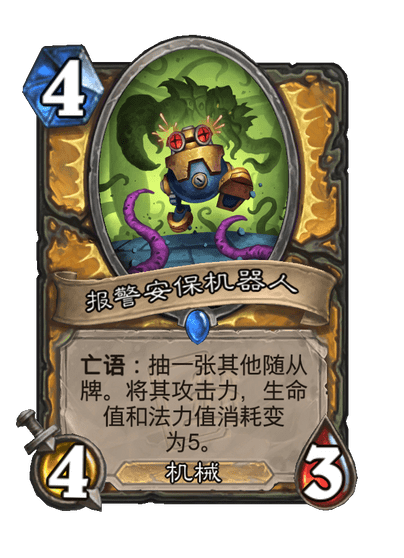 4
报警安保机器人
亡语：抽一张其他随从
牌。将其攻击力，生命
值和法力值消耗变
为5。
4
机械
3